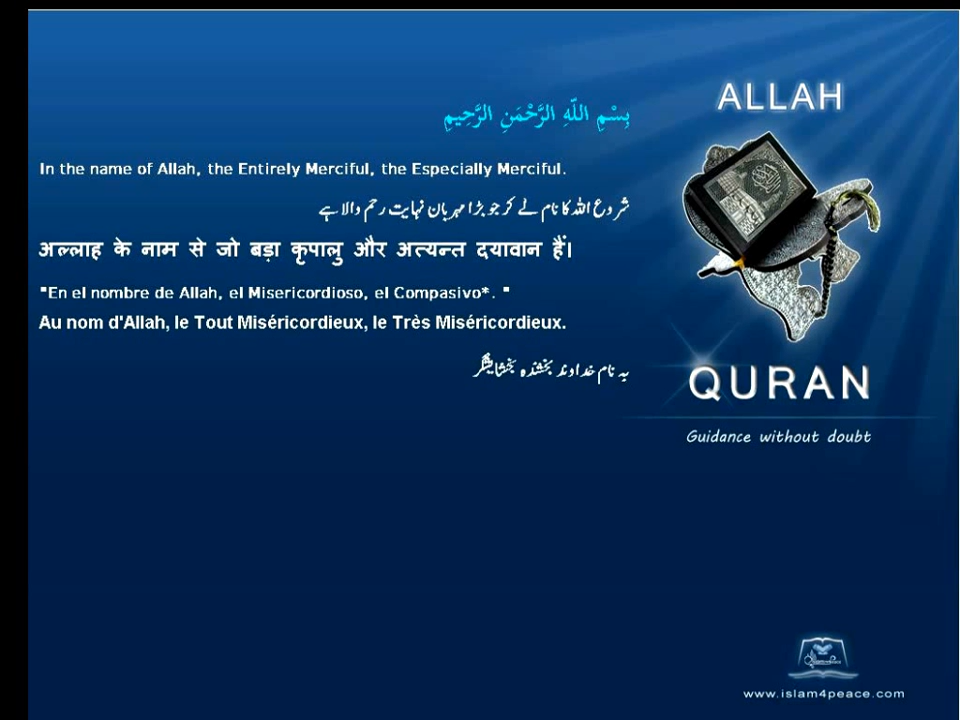 بِسْمِ اللّهِ الرَّحْمَنِ الرَّحِيمِ
In the name of Allah, the Entirely Merciful, the Especially Merciful.
شروع اللہ کا نام لے کر جو بڑا مہربان نہایت رحم والا ہے
अल्लाह के नाम से जो बड़ा कृपालु और अत्यन्त दयावान हैं।
"En el nombre de Allah, el Misericordioso, el Compasivo*. "
Au nom d'Allah, le Tout Miséricordieux, le Très Miséricordieux.
به نام خداوند بخشنده بخشایشگر
ALLAH
QURAN
Guidance without doubt
www.islam4peace.com